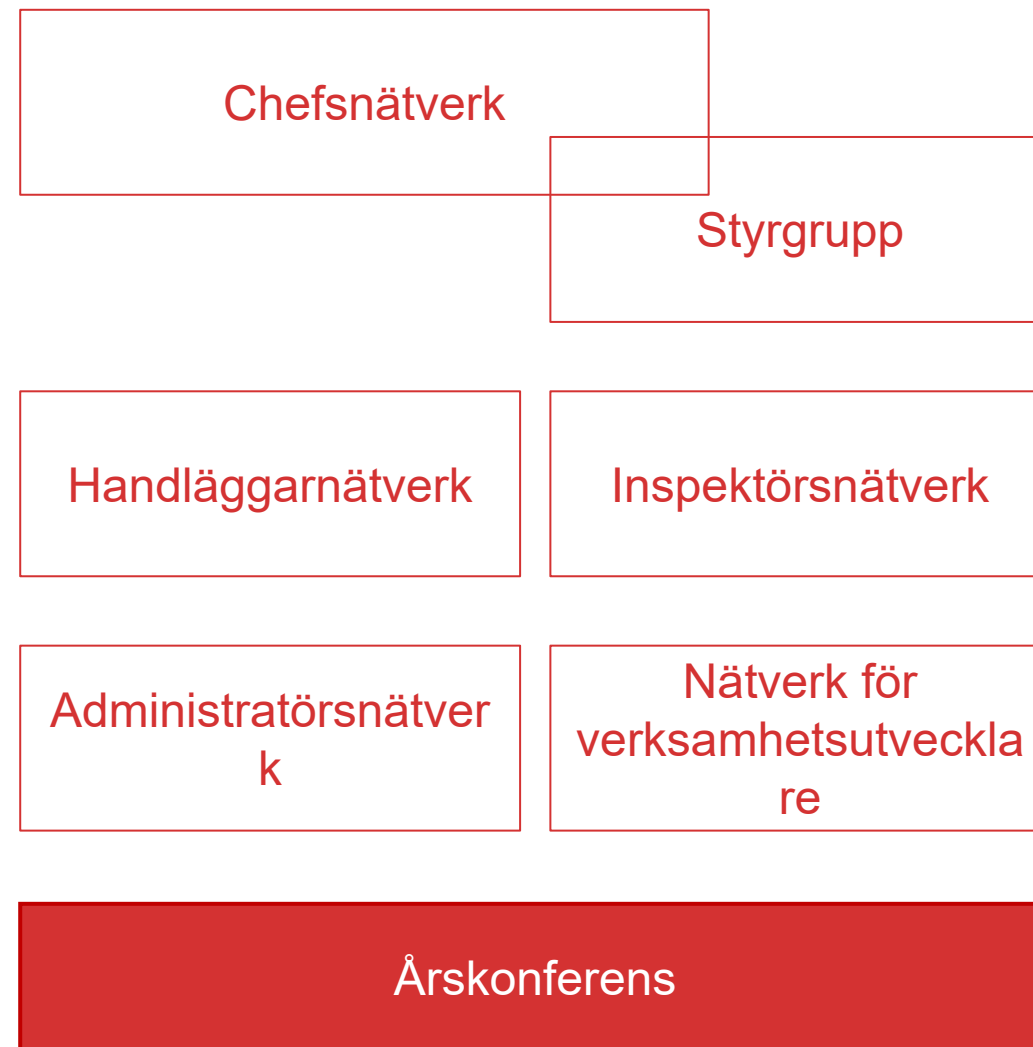 Chefsnätverk
Styrgrupp
Handläggarnätverk
Inspektörsnätverk
Administratörsnätver
k
Nätverk för
verksamhetsutveckla
re
Årskonferens